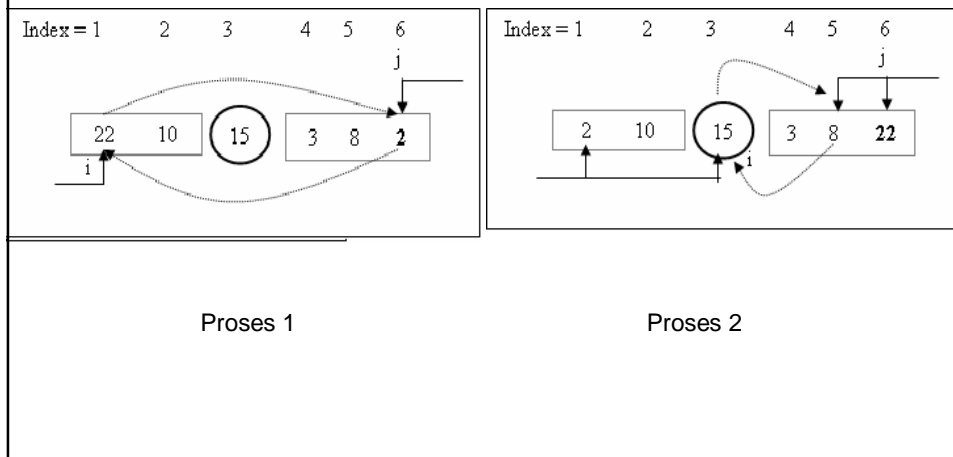 Index = 1 2 3 4 5 6
j
22 10 15 3 8 2
i
Proses 1
Index = 1 2 3 4 5 6
j
2 10 15 3 8 22
i
Proses 2